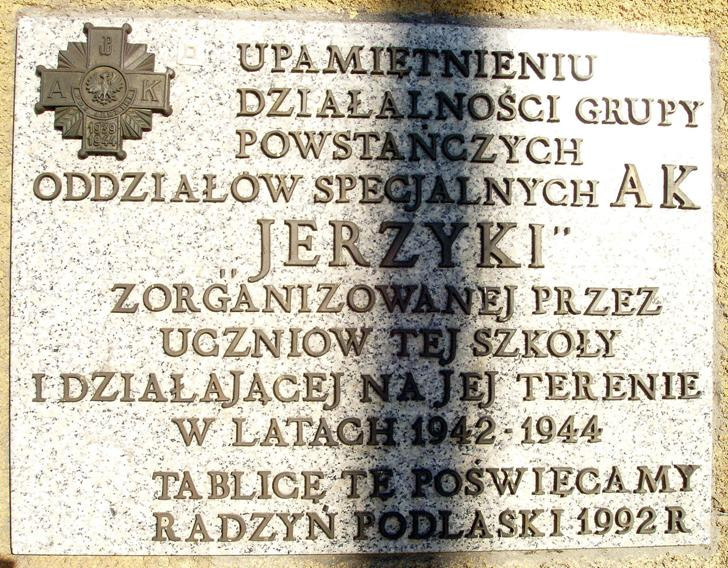 UPAMIĘTNIENIU
DZIAŁALNOŚCI GRUPY
POWSTAŃCZYCH
ODDZIAŁÓW SPECJALNYCH AK
„JERZYKI”
ZORGANIZOWANEJ PRZEZ
UCZNIÓW TEJ SZKOŁY
I DZIAŁAJĄCEJ NA JEJ TERENIE
W LATACH 1942-1944
TABLICĘ TĘ POŚWIĘCAMY
RADZYŃ PODLASKI 1992 R
A K
1939
1944